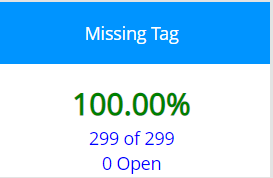 Missing Tag
100.00%
299 of 299
0 Open